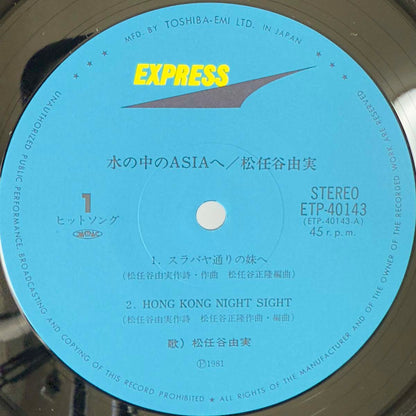 MFD. BY TOSHIBA-EMI LTD. IN JAPAN
EXPRESS
水の中のASIAへ／松任谷由実
1
ヒットソング
STEREO
ETP-40143
(ETP-40143-A)
45 r.p.m.
1. スラバヤ通りの妹へ
(松任谷由実作詩・作曲 松任谷正隆編曲)
2. HONG KONG NIGHT SIGHT
(松任谷由実作詩 松任谷正隆作曲・編曲)
歌）松任谷由実
Ⓟ1981
★ ALL RIGHTS OF THE MANUFACTURER AND OF THE OWNER OF THE RECORDED WORK ARE RESERVED ★ UNAUTHORIZED PUBLIC PERFORMANCE, BROADCASTING AND COPYING OF THIS RECORD PROHIBITED